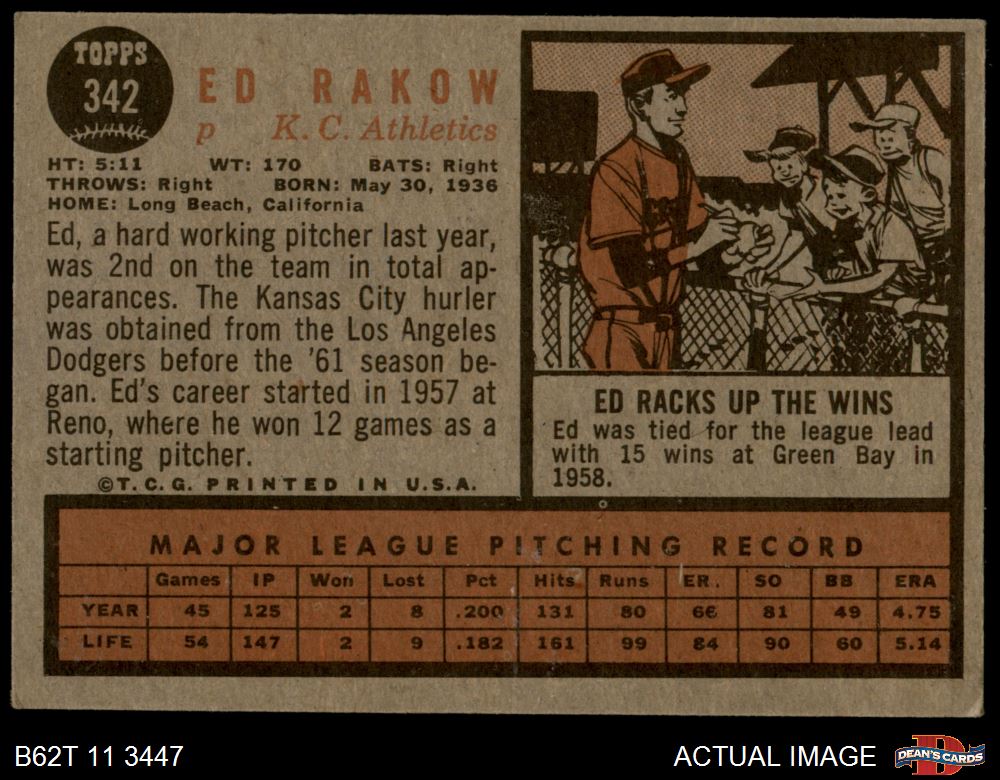 TOPPS
342
ED RAKOW
p K. C. Athletics
HT: 5:11 WT: 170 BATS: Right
THROWS: Right BORN: May 30, 1936
HOME: Long Beach, California
Ed, a hard working pitcher last year,
was 2nd on the team in total ap-
pearances. The Kansas City hurler
was obtained from the Los Angeles
Dodgers before the '61 season be-
gan. Ed's career started in 1957 at
Reno, where he won 12 games as a
starting pitcher.
©T.C.G. PRINTED IN U.S.A.
ED RACKS UP THE WINS
Ed was tied for the league lead
with 15 wins at Green Bay in
1958.
MAJOR LEAGUE PITCHING RECORD
Games IP Won Lost Pct Hits Runs ER. SO BB ERA
YEAR 45 125 2 8 .200 131 80 66 81 49 4.75
LIFE 54 147 2 9 .182 161 99 84 90 60 5.14
B62T 11 3447
ACTUAL IMAGE
D
DEAN'S CARDS